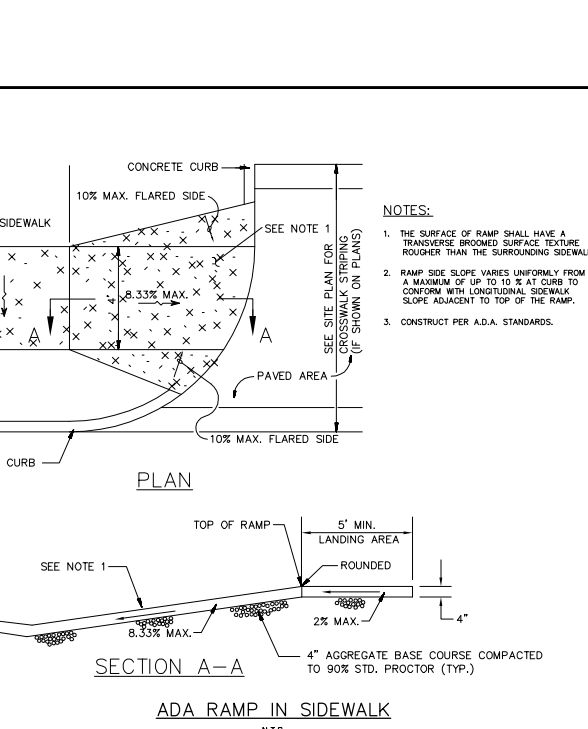 CONCRETE CURB
10% MAX. FLARED SIDE
SIDEWALK
SEE NOTE 1
8.33% MAX.
4'
A
A
SEE SITE PLAN FOR
CROSSWALK STRIPING
(IF SHOWN ON PLANS)
PAVED AREA
10% MAX. FLARED SIDE
CURB
PLAN
NOTES:
1. THE SURFACE OF RAMP SHALL HAVE A
TRANSVERSE BROOMED SURFACE TEXTURE
ROUGHER THAN THE SURROUNDING SIDEWAL
2. RAMP SIDE SLOPE VARIES UNIFORMLY FROM
A MAXIMUM OF UP TO 10 % AT CURB TO
CONFORM WITH LONGITUDINAL SIDEWALK
SLOPE ADJACENT TO TOP OF THE RAMP.
3. CONSTRUCT PER A.D.A. STANDARDS.
TOP OF RAMP
5' MIN.
LANDING AREA
ROUNDED
SEE NOTE 1
8.33% MAX.
2% MAX.
4"
4" AGGREGATE BASE COURSE COMPACTED
TO 90% STD. PROCTOR (TYP.)
SECTION A-A
ADA RAMP IN SIDEWALK